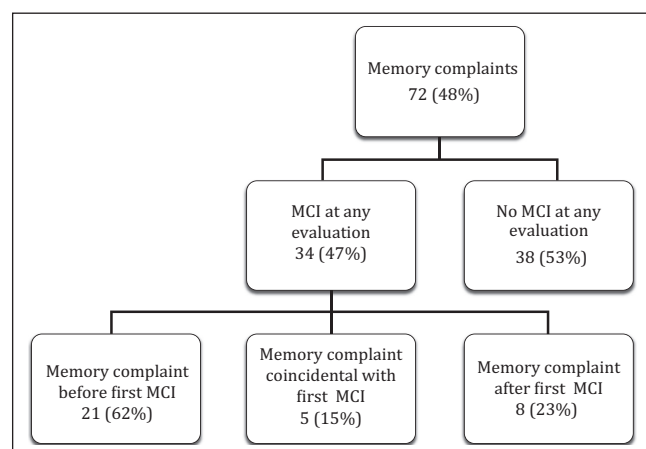 Memory complaints
72 (48%)
MCI at any
evaluation
34 (47%)
No MCI at any
evaluation
38 (53%)
Memory complaint
before first MCI
21 (62%)
Memory complaint
coincidental with
first MCI
5 (15%)
Memory complaint
after first MCI
8 (23%)